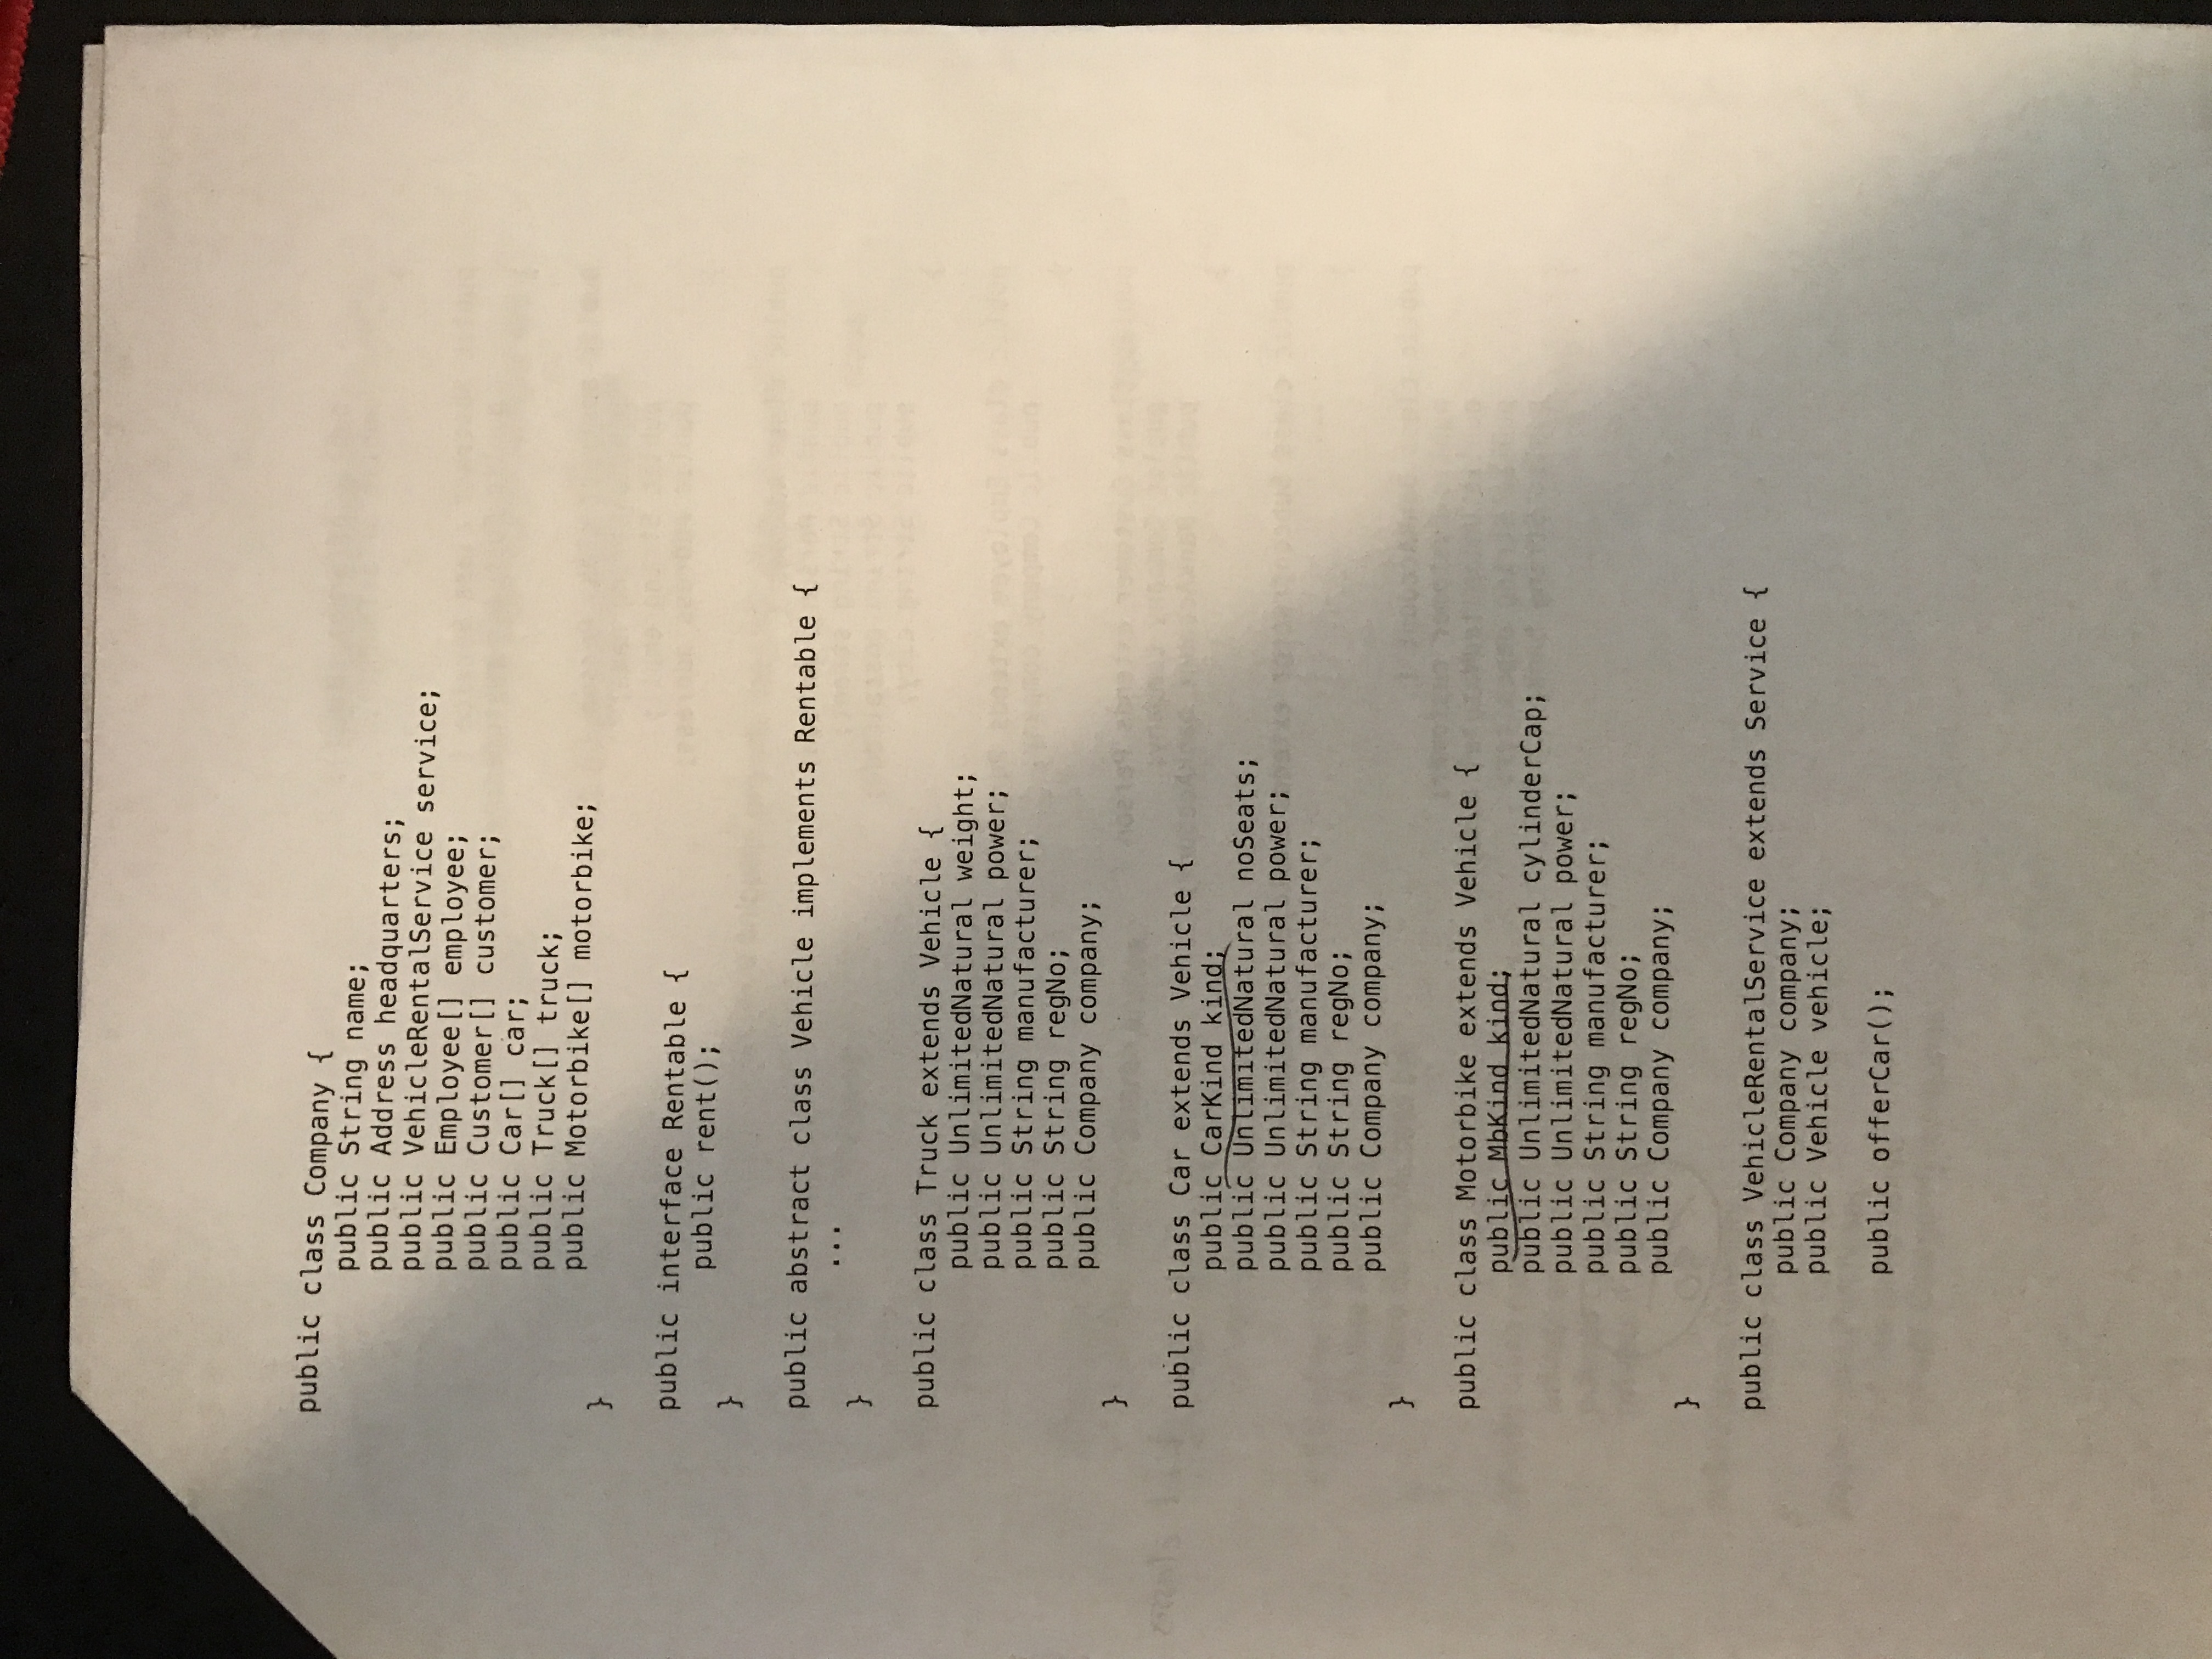 public class Company {
public String name;
public Address headquarters;
public VehicleRentalService service;
public Employee[] employee;
public Customer[] customer;
public Car[] car;
public Truck[] truck;
public Motorbike[] motorbike;
}
public interface Rentable {
public rent();
}
public abstract class Vehicle implements Rentable {
...
}
public class Truck extends Vehicle {
public UnlimitedNatural weight;
public UnlimitedNatural power;
public String manufacturer;
public String regNo;
public Company company;
}
public class Car extends Vehicle {
public CarKind kind;
public UnlimitedNatural noSeats;
public UnlimitedNatural power;
public String manufacturer;
public String regNo;
public Company company;
}
public class Motorbike extends Vehicle {
public MbKind kind;
public UnlimitedNatural cylinderCap;
public UnlimitedNatural power;
public String manufacturer;
public String regNo;
public Company company;
}
public class VehicleRentalService extends Service {
public Company company;
public Vehicle vehicle;
public offerCar();